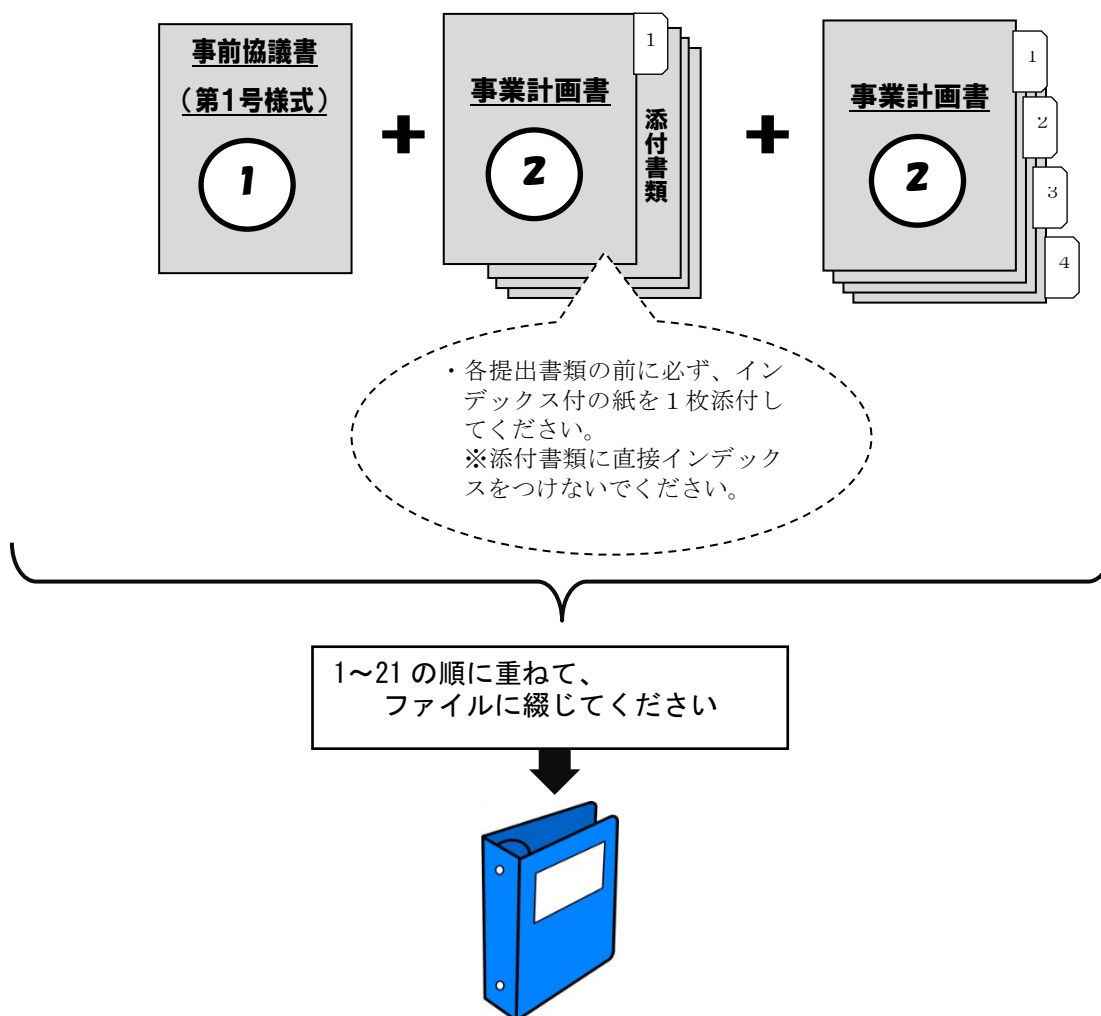 事前協議書
（第１号様式）
1
＋
事業計画書
2
1
添付書類
＋
事業計画書
2
1
2
3
4
・各提出書類の前に必ず、イン
デックス付の紙を１枚添付し
てください。
※添付書類に直接インデック
スをつけないでください。
1～21 の順に重ねて、
ファイルに綴じてください